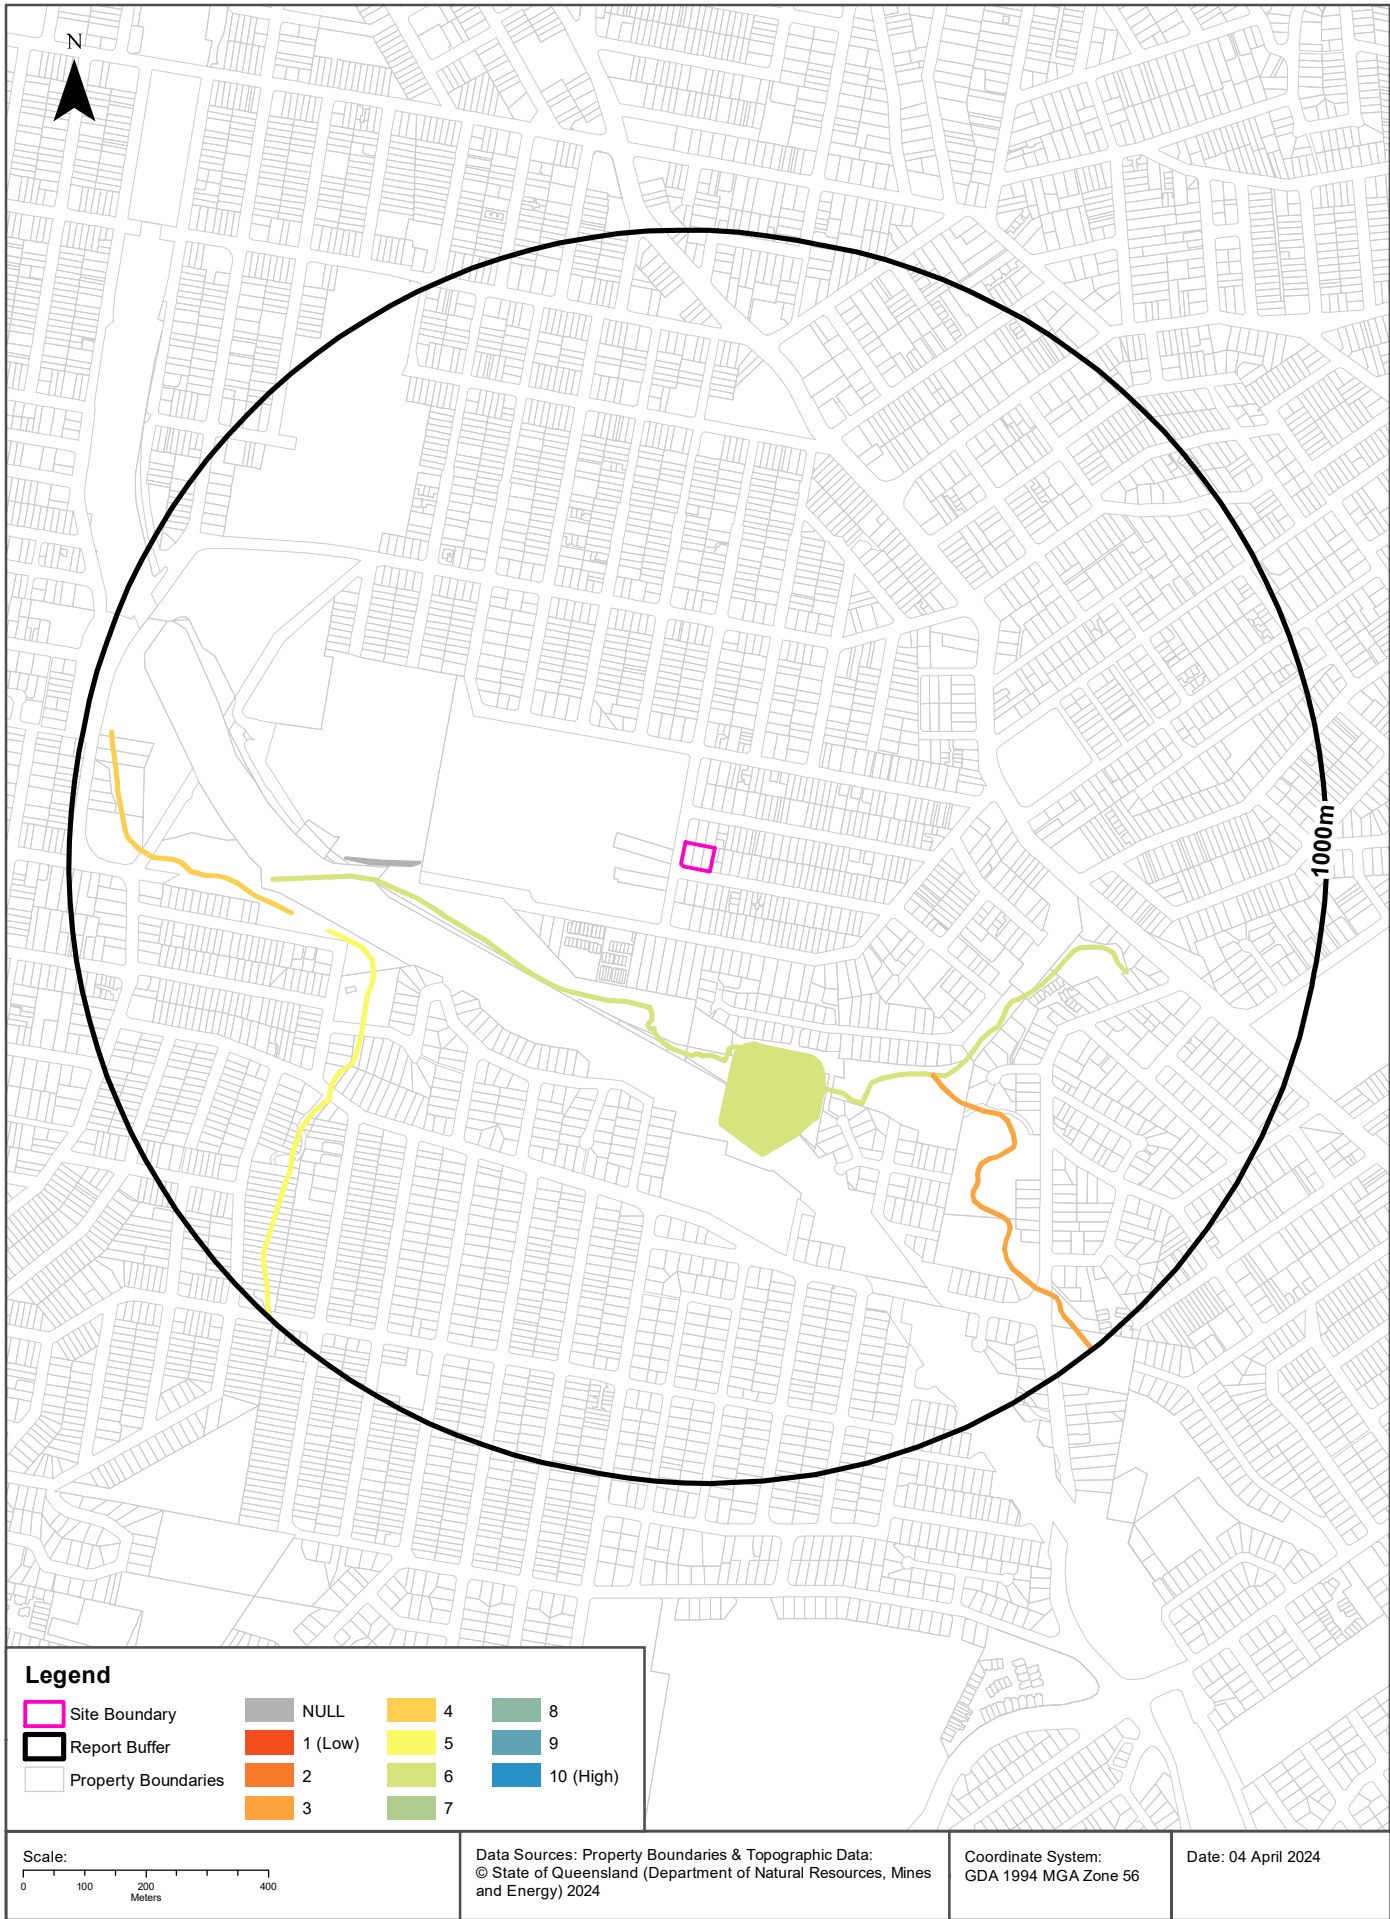 N
1000m
Legend
Site Boundary
Report Buffer
Property Boundaries
NULL
1 (Low)
2
3
4
5
6
7
8
9
10 (High)
Scale:
0 100 200 400
Meters
Data Sources: Property Boundaries & Topographic Data:
© State of Queensland (Department of Natural Resources, Mines
and Energy) 2024
Coordinate System:
GDA 1994 MGA Zone 56
Date: 04 April 2024